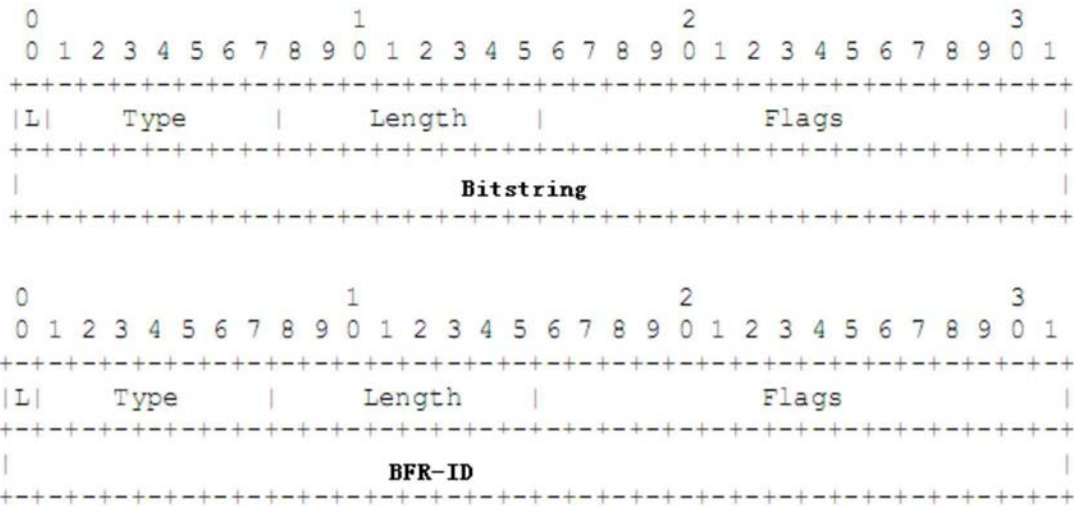 0                   1                   2                   3
0 1 2 3 4 5 6 7 8 9 0 1 2 3 4 5 6 7 8 9 0 1 2 3 4 5 6 7 8 9 0 1
+-+-+-+-+-+-+-+-+-+-+-+-+-+-+-+-+-+-+-+-+-+-+-+-+-+-+-+-+-+-+-+-+
|L|    Type     |     Length    |             Flags             |
+-+-+-+-+-+-+-+-+-+-+-+-+-+-+-+-+-+-+-+-+-+-+-+-+-+-+-+-+-+-+-+-+
|                          Bitstring                            |
+-+-+-+-+-+-+-+-+-+-+-+-+-+-+-+-+-+-+-+-+-+-+-+-+-+-+-+-+-+-+-+-+
0                   1                   2                   3
0 1 2 3 4 5 6 7 8 9 0 1 2 3 4 5 6 7 8 9 0 1 2 3 4 5 6 7 8 9 0 1
+-+-+-+-+-+-+-+-+-+-+-+-+-+-+-+-+-+-+-+-+-+-+-+-+-+-+-+-+-+-+-+-+
|L|    Type     |     Length    |             Flags             |
+-+-+-+-+-+-+-+-+-+-+-+-+-+-+-+-+-+-+-+-+-+-+-+-+-+-+-+-+-+-+-+-+
|                       BFR-ID                                  |
+-+-+-+-+-+-+-+-+-+-+-+-+-+-+-+-+-+-+-+-+-+-+-+-+-+-+-+-+-+-+-+-+